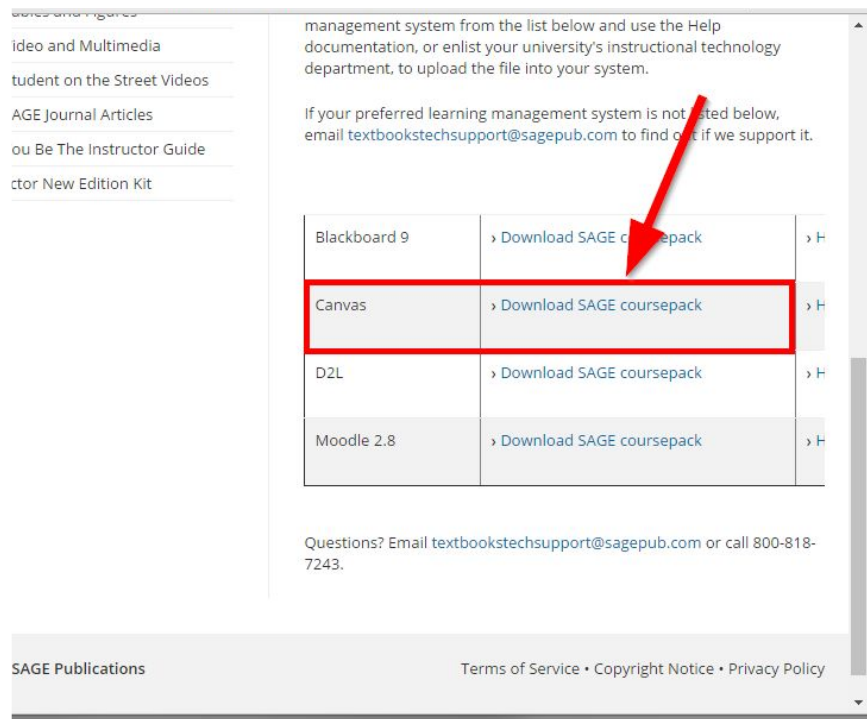 ideo and Multimedia
tudent on the Street Videos
AGE Journal Articles
ou Be The Instructor Guide
ctor New Edition Kit
management system from the list below and use the Help
documentation, or enlist your university's instructional technology
department, to upload the file into your system.
If your preferred learning management system is not listed below,
email textbookstechsupport@sagepub.com to find out if we support it.
Blackboard 9 › Download SAGE coursepack › H
Canvas › Download SAGE coursepack › H
D2L › Download SAGE coursepack › H
Moodle 2.8 › Download SAGE coursepack › H
Questions? Email textbookstechsupport@sagepub.com or call 800-818-
7243.
SAGE Publications Terms of Service • Copyright Notice • Privacy Policy